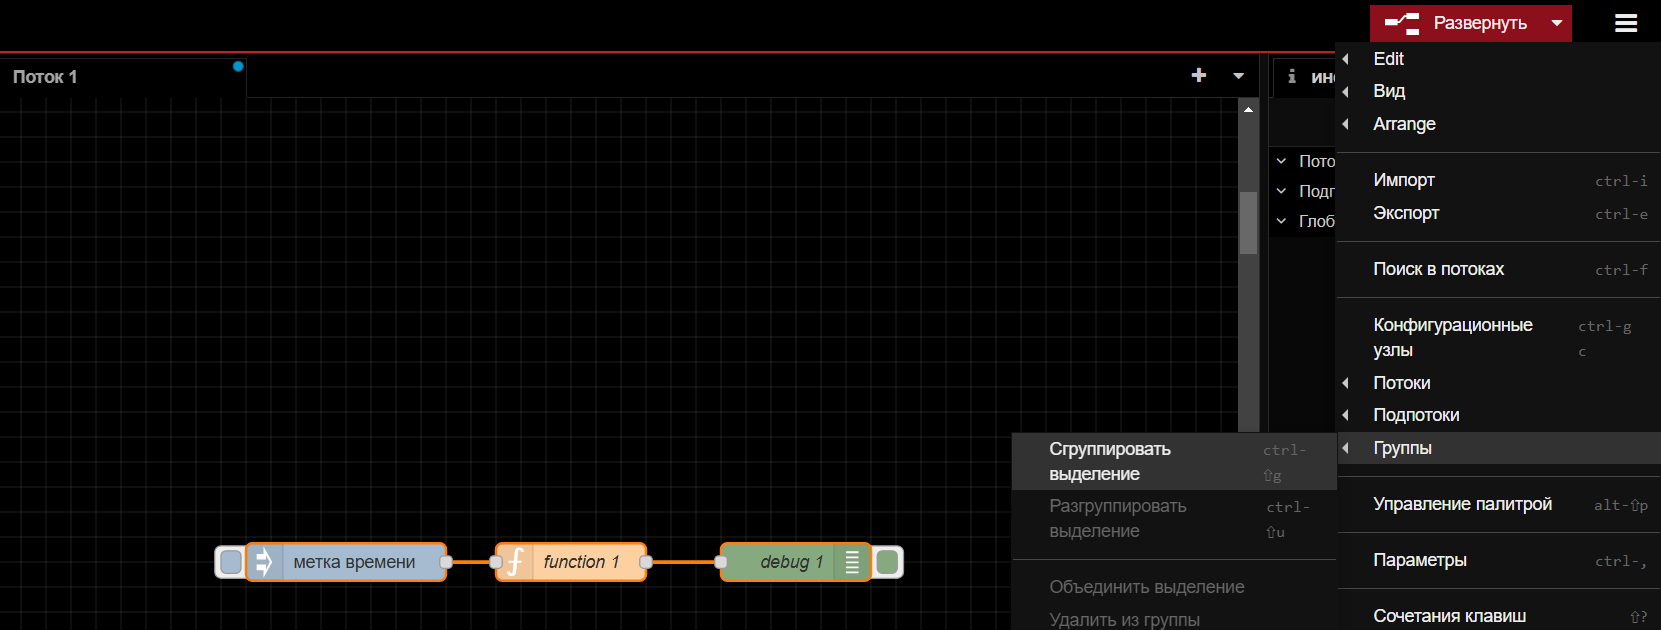 Развернуть
Поток 1
Edit
Вид
Arrange
Пото
Импорт ctrl-i
Подп
Экспорт ctrl-e
Глоб
Поиск в потоках ctrl-f
Конфигурационные ctrl-g
узлы c
Потоки
Подпотоки
Группы
Сгруппировать ctrl-
выделение ⇧g
Разгруппировать ctrl-
выделение ⇧u
Объединить выделение
Удалить из группы
Управление палитрой alt-⇧p
Параметры ctrl-,
Сочетания клавиш ⇧?
метка времени
function 1
debug 1